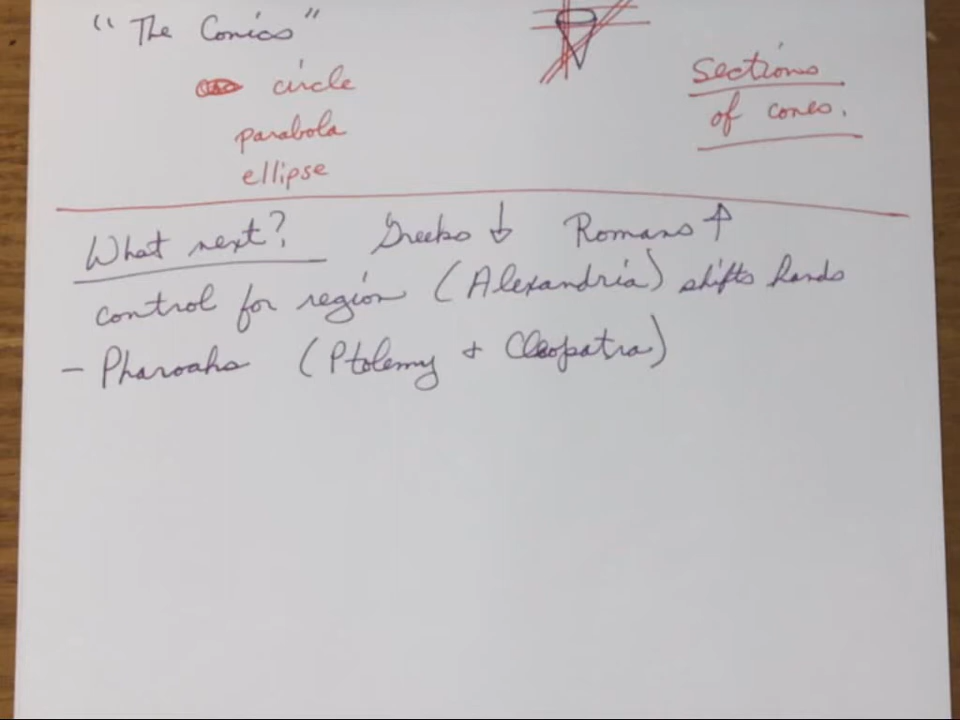 "The Conics"
circle
parabola
ellipse
Sections
of cones.
What next? Greeks ↓ Romans ↑
control for region (Alexandria) shifts hands
- Pharoahs (Ptolemy + Cleopatra)